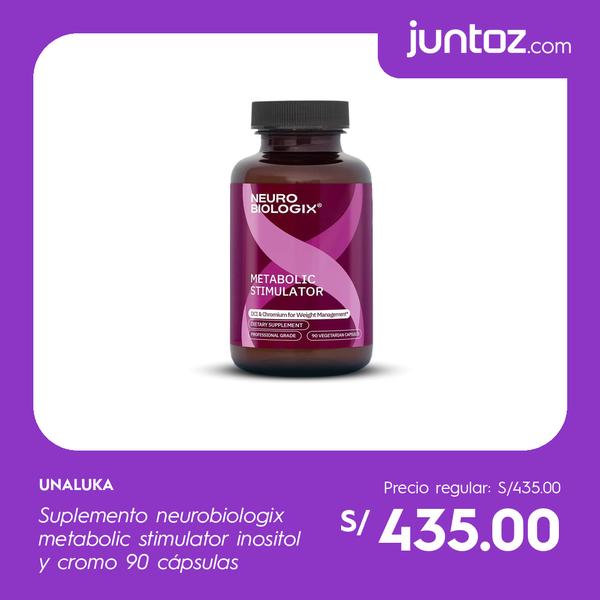 juntoz.com
NEURO
BIOLOGIX®
METABOLIC
STIMULATOR
DCI & Chromium for Weight Management*
DIETARY SUPPLEMENT
PROFESSIONAL GRADE 90 VEGETARIAN CAPSULES
UNALUKA
Suplemento neurobiologix
metabolic stimulator inositol
y cromo 90 cápsulas
Precio regular: S/435.00
S/ 435.00